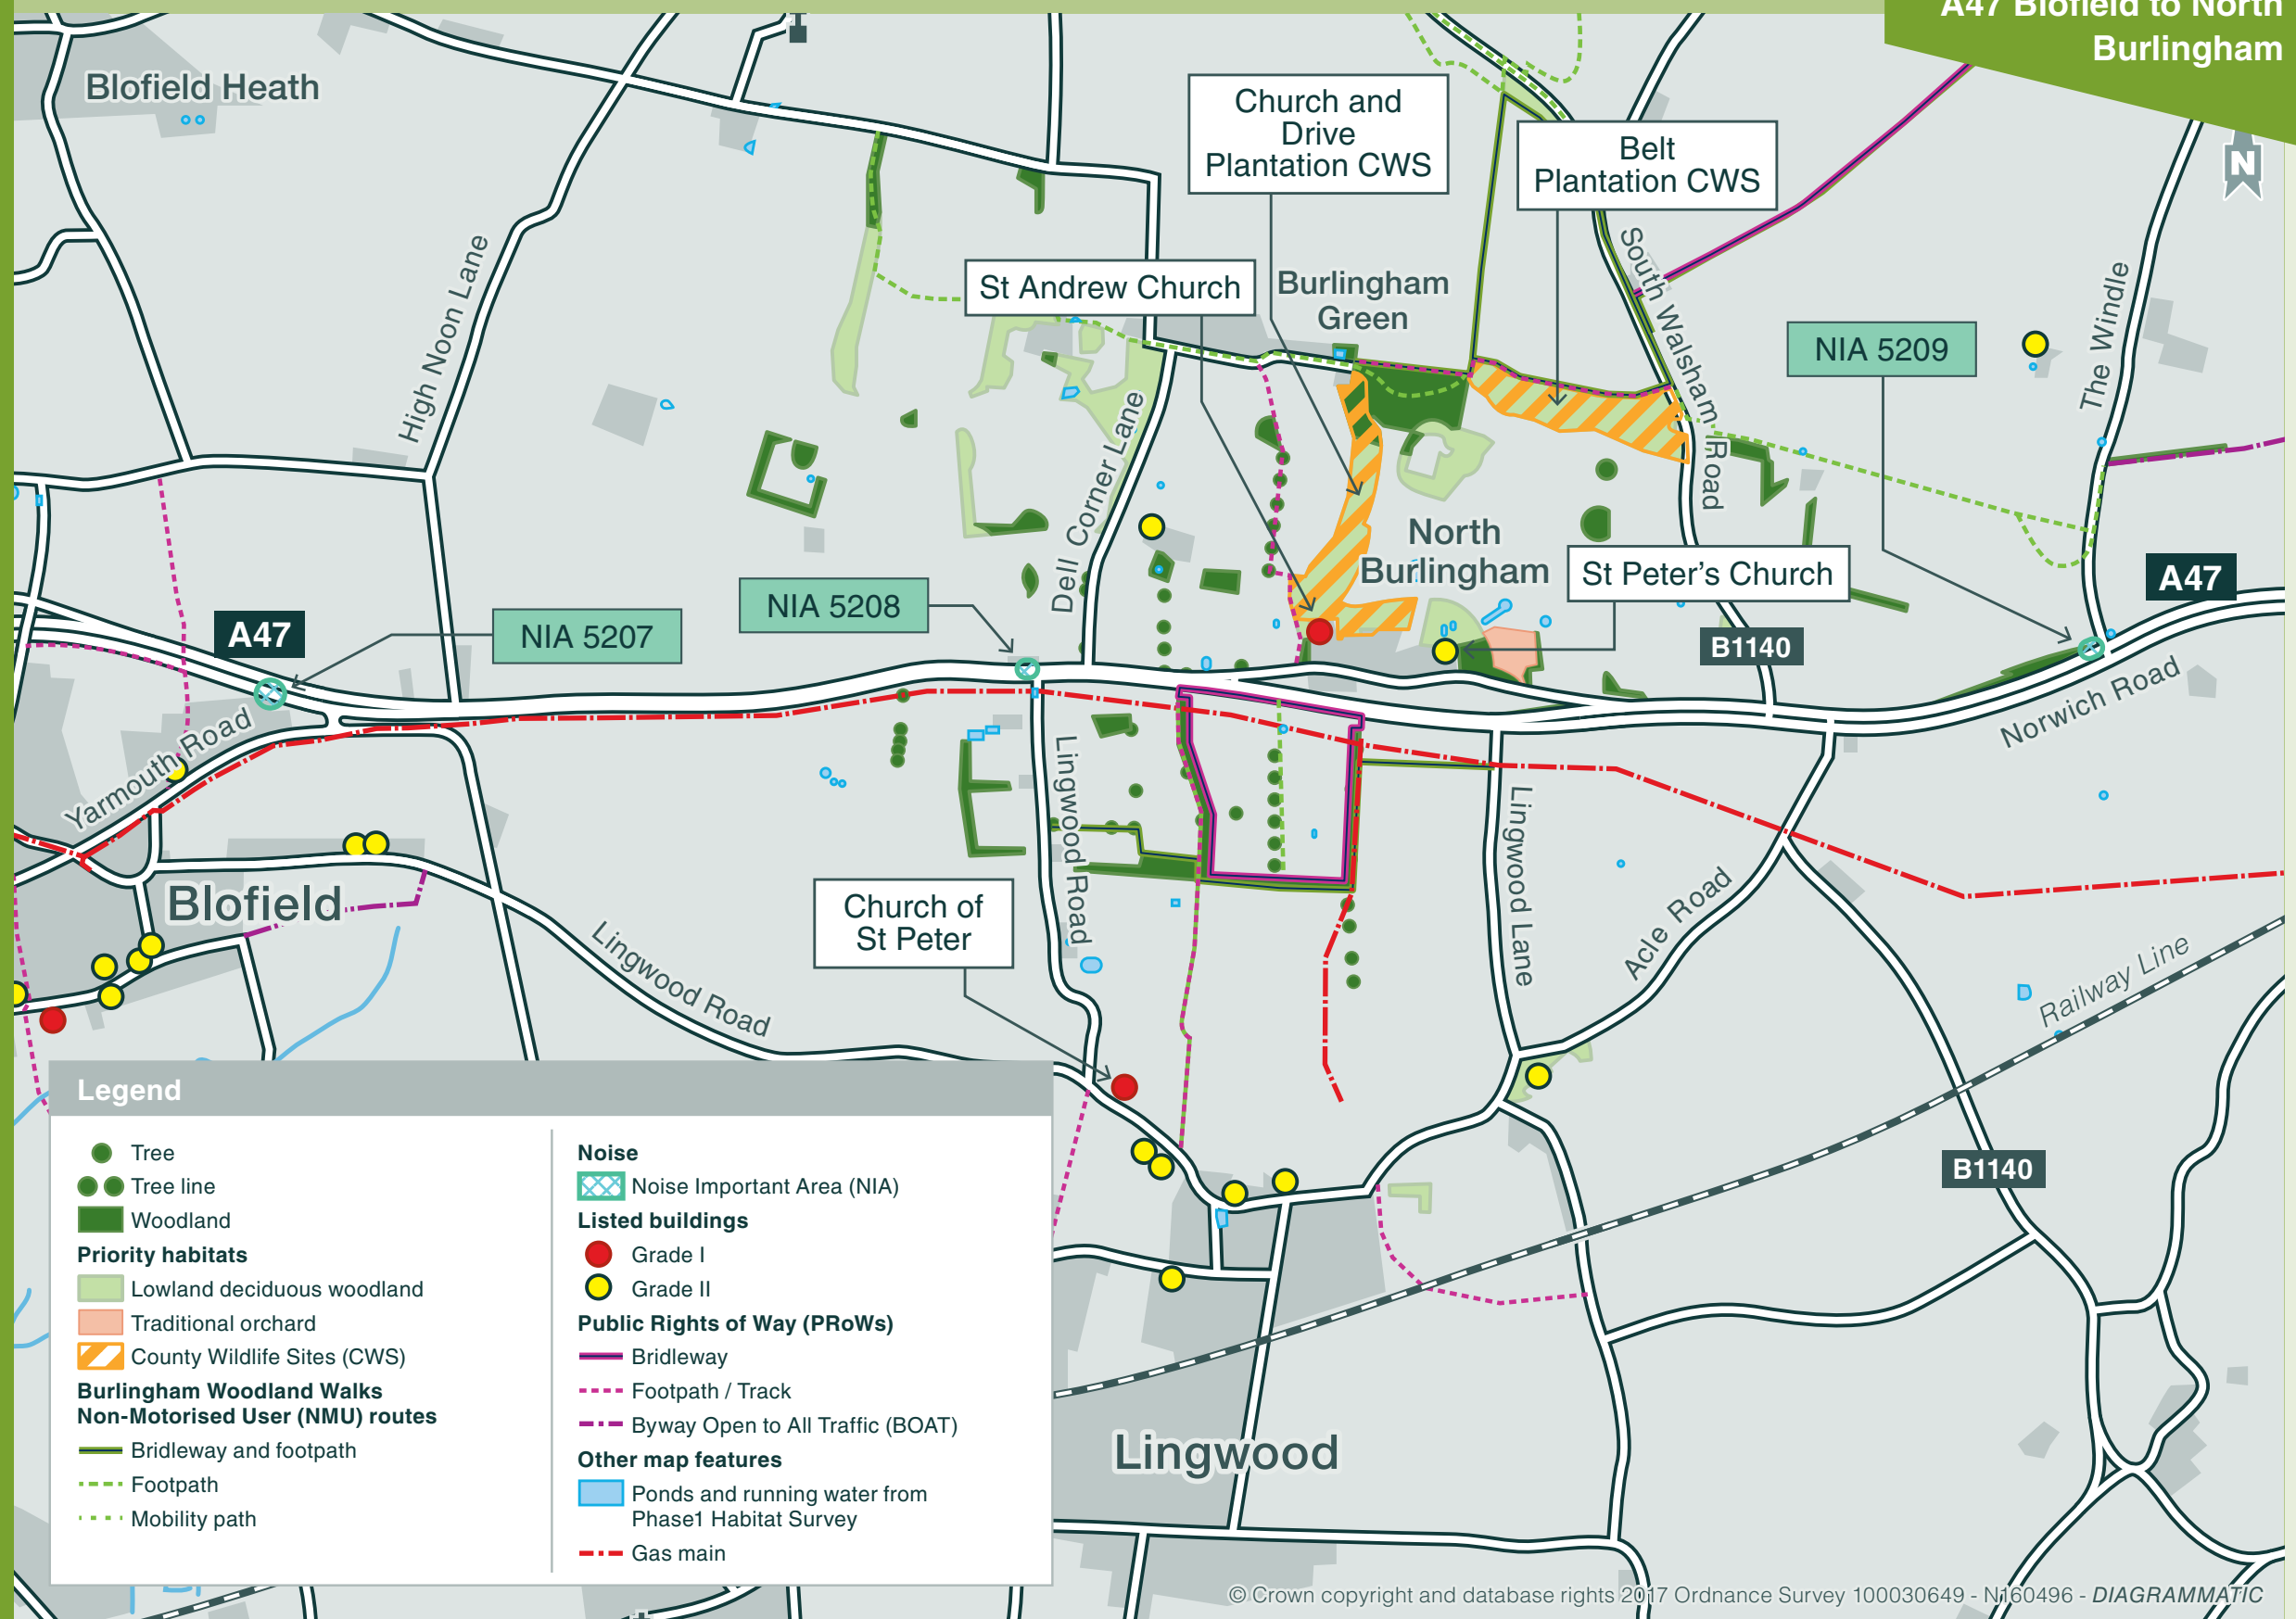 A47 Blofield to North
Burlingham
N
Blofield Heath
Church and
Drive
Plantation CWS
Belt
Plantation CWS
St Andrew Church
Burlingham
Green
South Walsham Road
NIA 5209
The Windle
High Noon Lane
Dell Corner Lane
North
Burlingham
St Peter's Church
A47
NIA 5208
NIA 5207
A47
B1140
Norwich Road
Yarmouth Road
Lingwood Road
Lingwood Lane
Acle Road
Blofield
Church of
St Peter
Lingwood Road
Railway Line
B1140
Lingwood
Legend
Tree
Tree line
Woodland
Priority habitats
Lowland deciduous woodland
Traditional orchard
County Wildlife Sites (CWS)
Burlingham Woodland Walks
Non-Motorised User (NMU) routes
Bridleway and footpath
Footpath
Mobility path
Noise
Noise Important Area (NIA)
Listed buildings
Grade I
Grade II
Public Rights of Way (PRoWs)
Bridleway
Footpath / Track
Byway Open to All Traffic (BOAT)
Other map features
Ponds and running water from
Phase1 Habitat Survey
Gas main
© Crown copyright and database rights 2017 Ordnance Survey 100030649 - N160496 - DIAGRAMMATIC